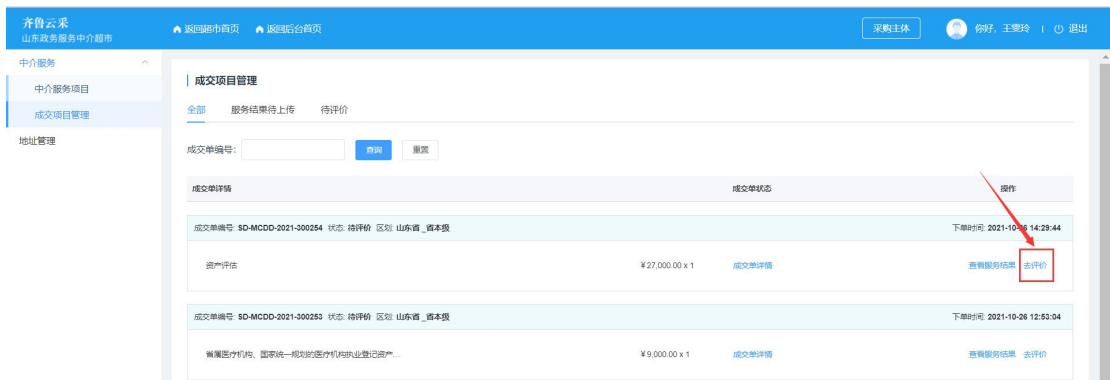 齐鲁云采
山东政务服务中介超市
返回超市首页 返回后台首页 采购主体 你好, 王雯玲 | 退出
中介服务
中介服务项目
成交项目管理
地址管理
成交项目管理
全部 服务结果待上传 待评价
成交单编号: 查询 重置
成交单详情 成交单状态 操作
成交单编号: SD-MCDD-2021-300254 状态: 待评价 区划: 山东省_省本级 下单时间: 2021-10-26 14:29:44
资产评估 ¥27,000.00 x 1 成交单详情 查看服务结果 去评价
成交单编号: SD-MCDD-2021-300253 状态: 待评价 区划: 山东省_省本级 下单时间: 2021-10-26 12:53:04
省属医疗机构、国家统一规划的医疗机构执业登记资产... ¥9,000.00 x 1 成交单详情 查看服务结果 去评价